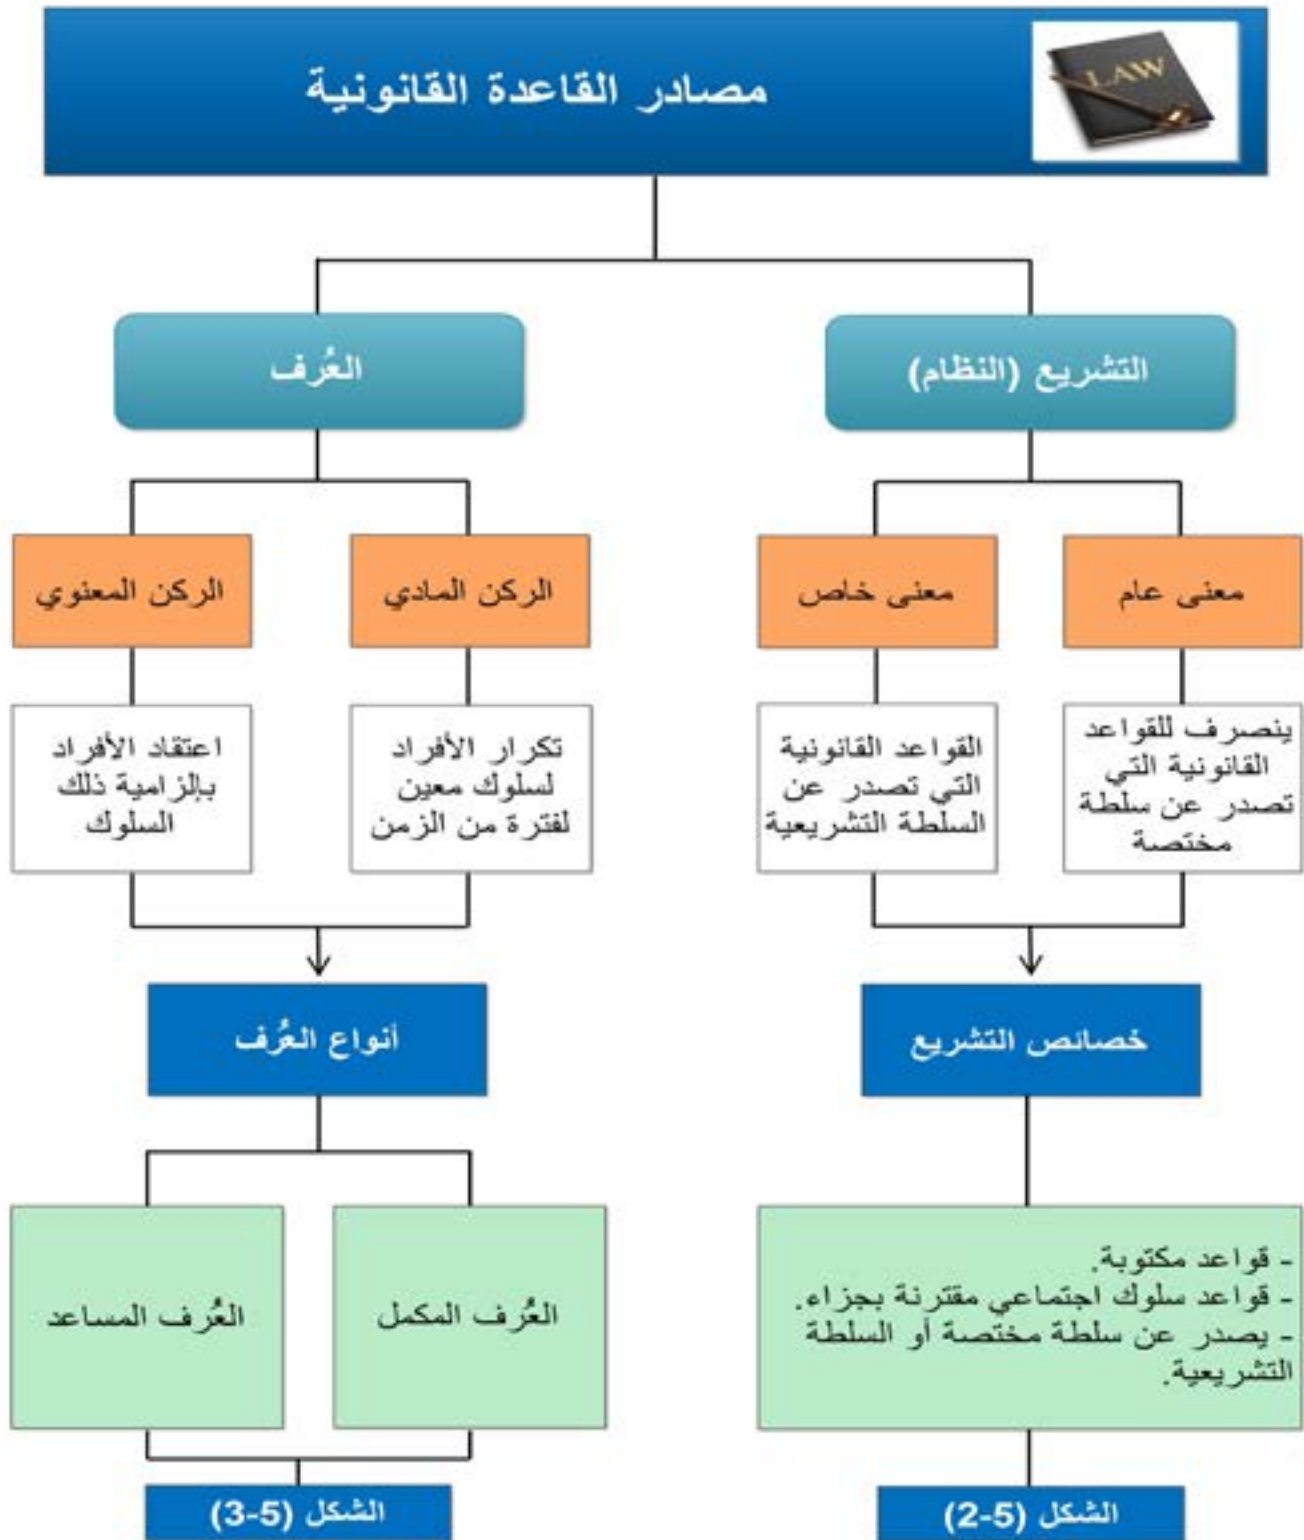 مصادر القاعدة القانونية
LAW
التشريع (النظام)
العُرف
معنى عام
معنى خاص
الركن المادي
الركن المعنوي
ينصرف للقواعد
القانونية التي
تصدر عن سلطة
مختصة
القواعد القانونية
التي تصدر عن
السلطة التشريعية
تكرار الأفراد
لسلوك معين
لفترة من الزمن
اعتقاد الأفراد
بإلزامية ذلك
السلوك
خصائص التشريع
أنواع العُرف
- قواعد مكتوبة.
- قواعد سلوك اجتماعي مقترنة بجزاء.
- يصدر عن سلطة مختصة أو السلطة
التشريعية.
العُرف المكمل
العُرف المساعد
الشكل (5-2)
الشكل (5-3)